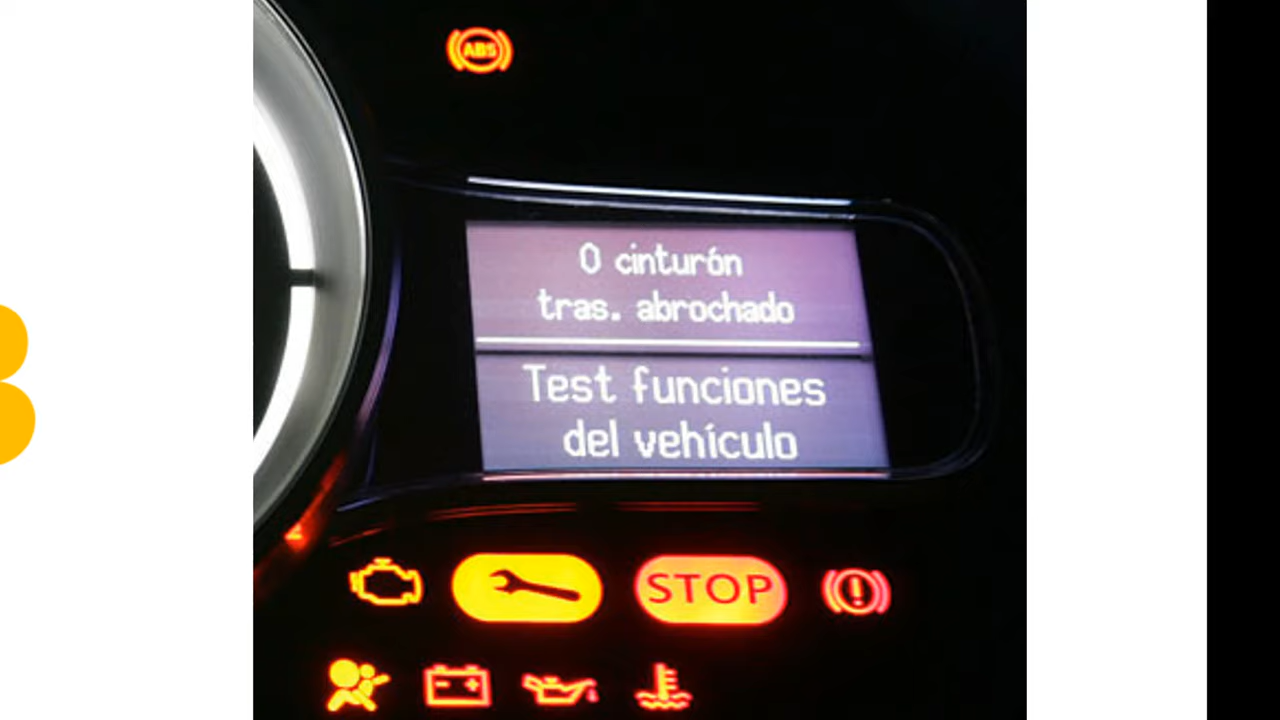 ABS
0 cinturón
tras. abrochado
Test funciones
del vehículo
STOP